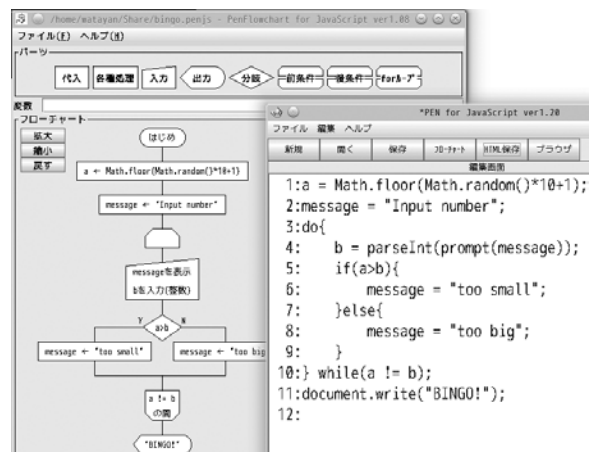 /home/matayan/Share/bingo.penjs - PenFlowchart for JavaScript ver1.08
ファイル(F) ヘルプ(H)
パーツ
代入 各種処理 入力 出力 分岐 前条件 後条件 forループ
変数
フローチャート
拡大
縮小
戻す
はじめ
a ← Math.floor(Math.random()*10+1)
message ← "Input number"
messageを表示
bを入力(整数)
Y a>b N
message ← "too small" message ← "too big
a != b
の間
"BINGO!"
*PEN for JavaScript ver1.20
ファイル 編集 ヘルプ
新規 開く 保存 フローチャート HTML保存 ブラウザ
編集画面
1:a = Math.floor(Math.random()*10+1);
2:message = "Input number";
3:do{
4: b = parseInt(prompt(message));
5: if(a>b){
6: message = "too small";
7: }else{
8: message = "too big";
9: }
10:} while(a != b);
11:document.write("BINGO!");
12: